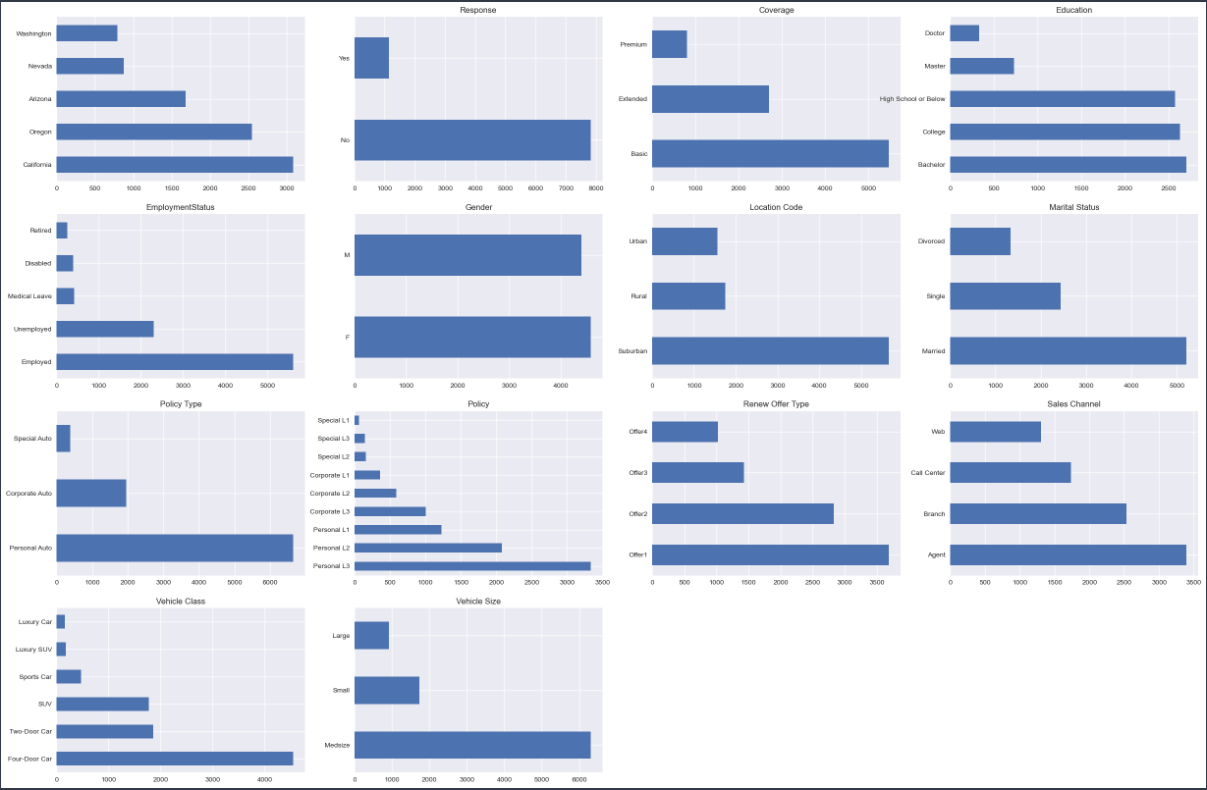 Washington
Nevada
Arizona
Oregon
California
0 500 1000 1500 2000 2500 3000
Response
Yes
No
0 1000 2000 3000 4000 5000 6000 7000 8000
Coverage
Premium
Extended
Basic
0 1000 2000 3000 4000 5000
Education
Doctor
Master
High School or Below
College
Bachelor
0 500 1000 1500 2000 2500
EmploymentStatus
Retired
Disabled
Medical Leave
Unemployed
Employed
0 1000 2000 3000 4000 5000
Gender
M
F
0 1000 2000 3000 4000
Location Code
Urban
Rural
Suburban
0 1000 2000 3000 4000 5000
Marital Status
Divorced
Single
Married
0 1000 2000 3000 4000 5000
Policy Type
Special Auto
Corporate Auto
Personal Auto
0 1000 2000 3000 4000 5000 6000
Policy
Special L1
Special L3
Special L2
Corporate L1
Corporate L2
Corporate L3
Personal L1
Personal L2
Personal L3
0 500 1000 1500 2000 2500 3000 3500
Renew Offer Type
Offer4
Offer3
Offer2
Offer1
0 500 1000 1500 2000 2500 3000 3500
Sales Channel
Web
Call Center
Branch
Agent
0 500 1000 1500 2000 2500 3000 3500
Vehicle Class
Luxury Car
Luxury SUV
Sports Car
SUV
Two-Door Car
Four-Door Car
0 1000 2000 3000 4000
Vehicle Size
Large
Small
Medsize
0 1000 2000 3000 4000 5000 6000